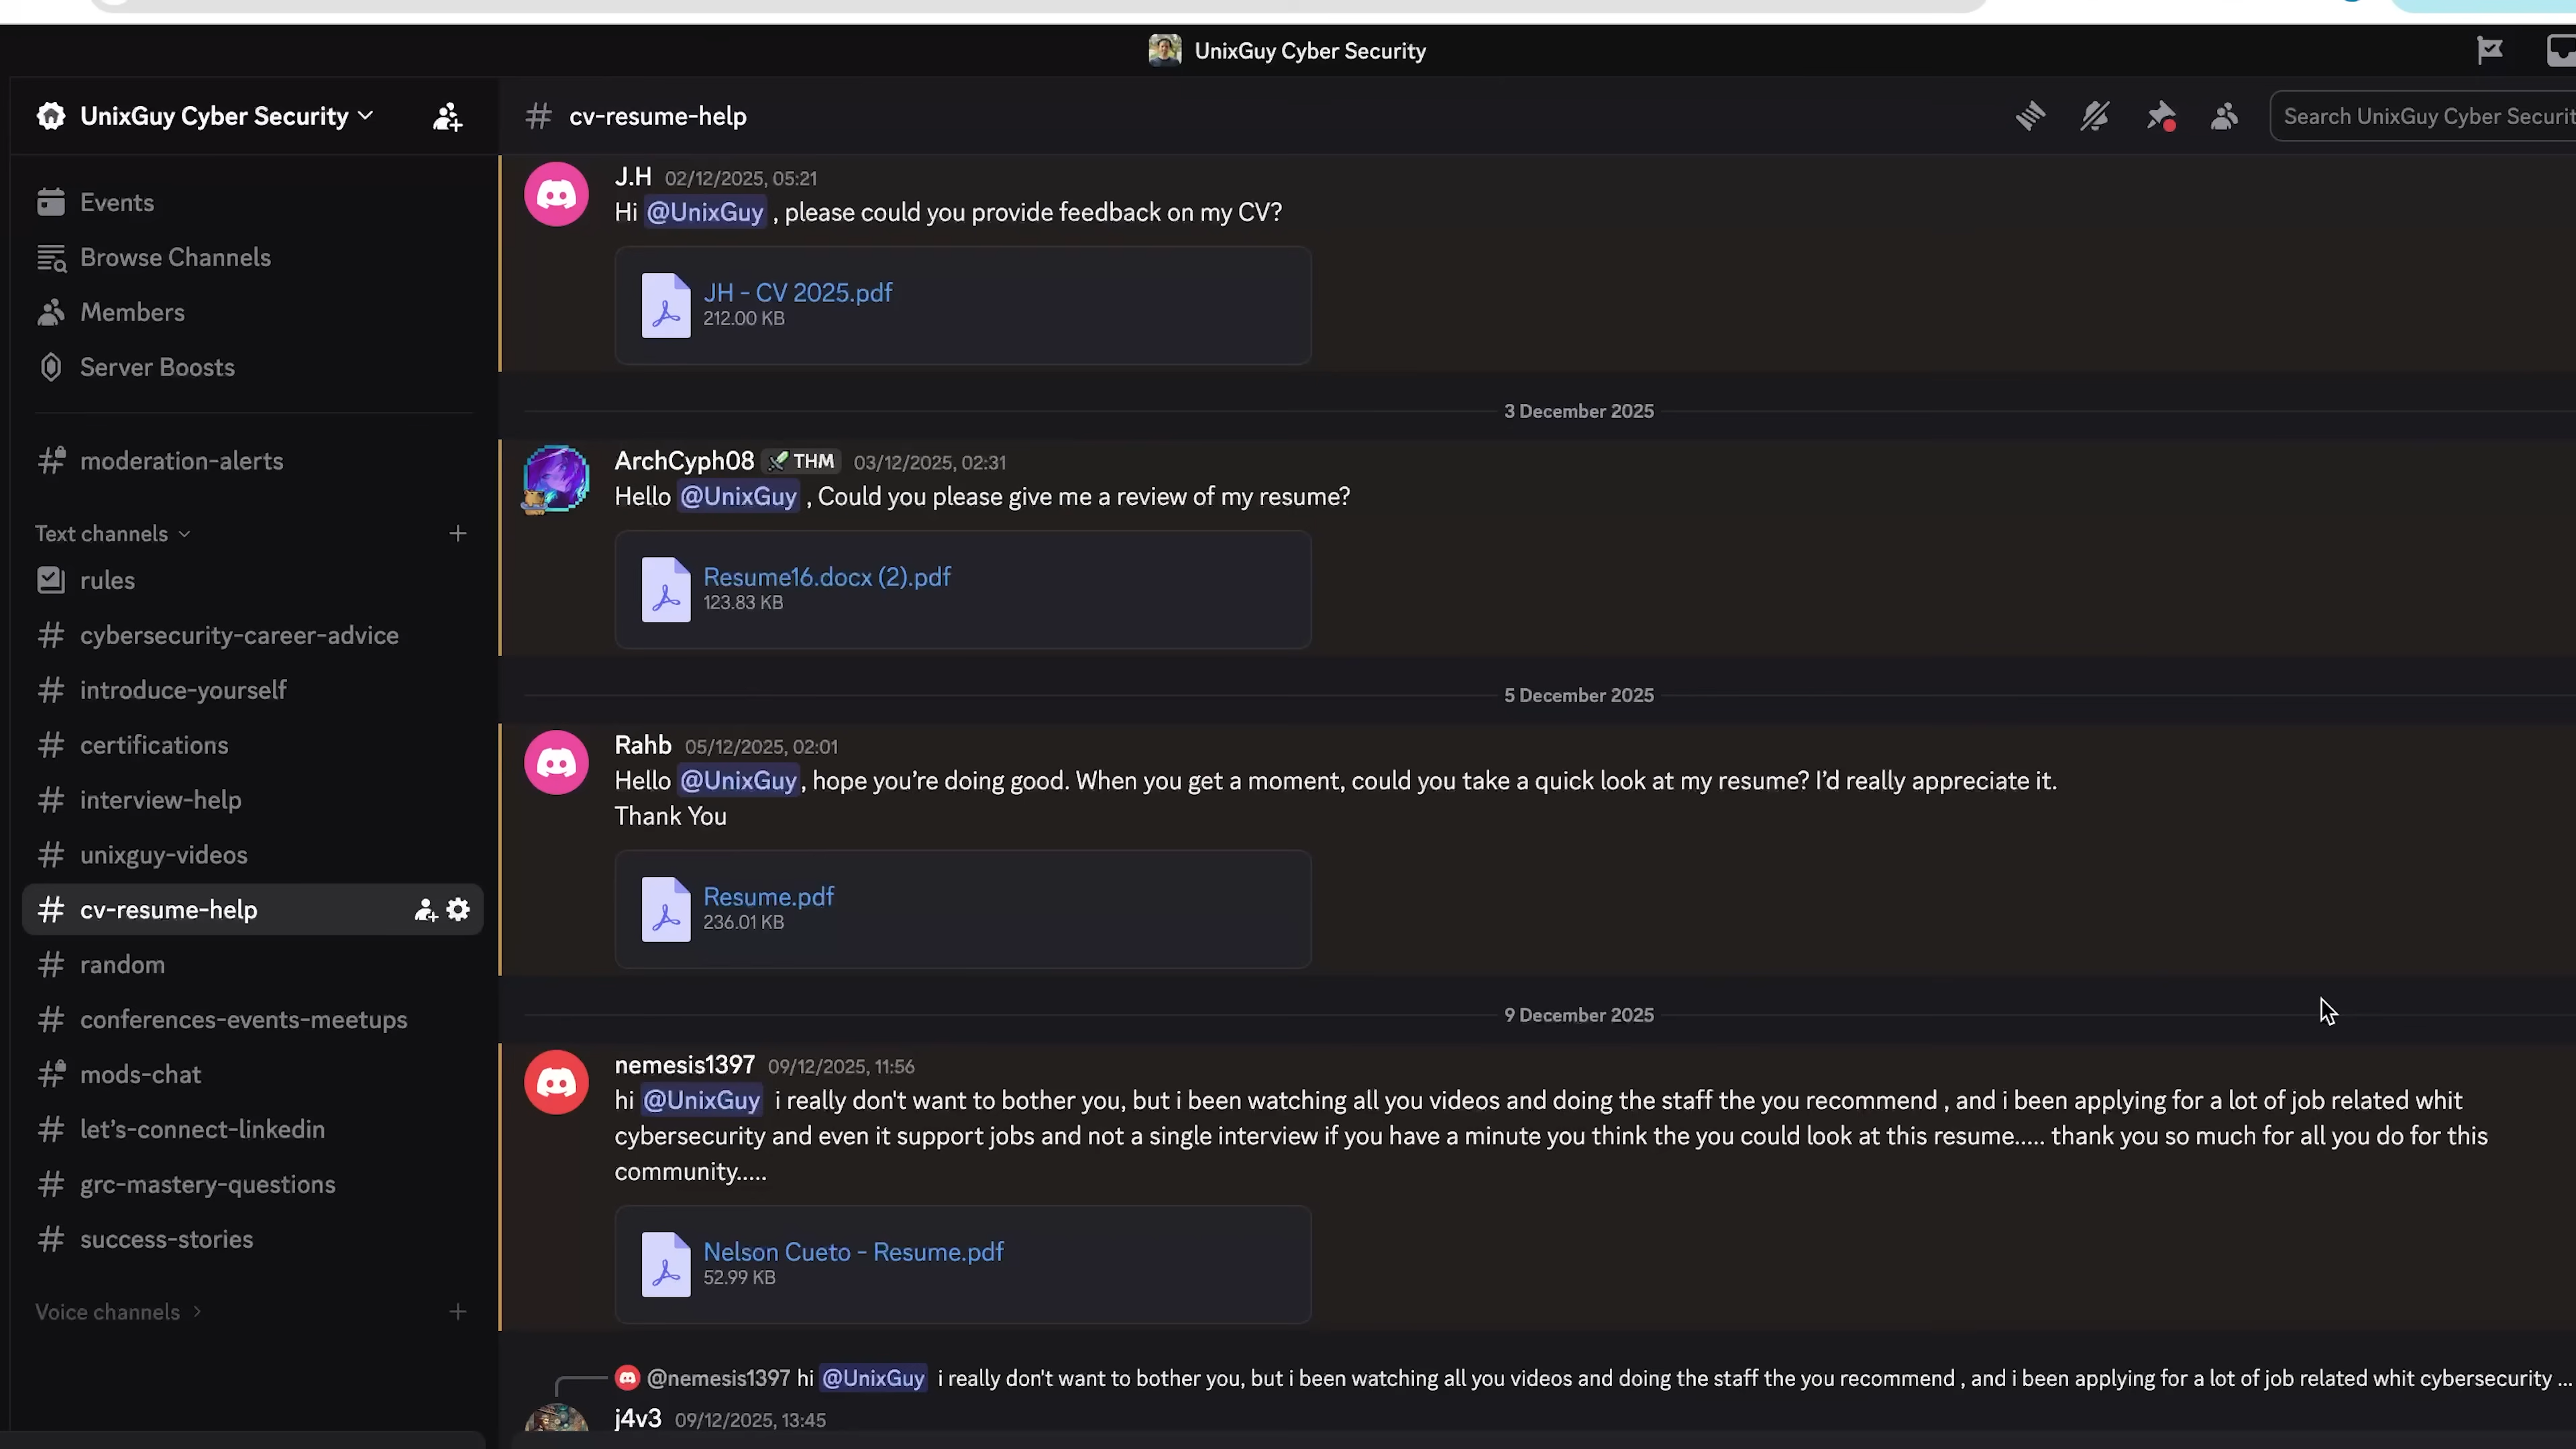 UnixGuy Cyber Security
UnixGuy Cyber Security
Events
Browse Channels
Members
Server Boosts
moderation-alerts
Text channels
rules
cybersecurity-career-advice
introduce-yourself
certifications
interview-help
unixguy-videos
cv-resume-help
random
conferences-events-meetups
mods-chat
let's-connect-linkedin
grc-mastery-questions
success-stories
Voice channels
# cv-resume-help
Search UnixGuy Cyber Securit
J.H 02/12/2025, 05:21
Hi @UnixGuy , please could you provide feedback on my CV?
JH - CV 2025.pdf
212.00 KB
3 December 2025
ArchCyph08 THM 03/12/2025, 02:31
Hello @UnixGuy , Could you please give me a review of my resume?
Resume16.docx (2).pdf
123.83 KB
5 December 2025
Rahb 05/12/2025, 02:01
Hello @UnixGuy, hope you're doing good. When you get a moment, could you take a quick look at my resume? I'd really appreciate it.
Thank You
Resume.pdf
236.01 KB
9 December 2025
nemesis1397 09/12/2025, 11:56
hi @UnixGuy i really don't want to bother you, but i been watching all you videos and doing the staff the you recommend , and i been applying for a lot of job related whit
cybersecurity and even it support jobs and not a single interview if you have a minute you think the you could look at this resume..... thank you so much for all you do for this
community.....
Nelson Cueto - Resume.pdf
52.99 KB
@nemesis1397 hi @UnixGuy i really don't want to bother you, but i been watching all you videos and doing the staff the you recommend , and i been applying for a lot of job related whit cybersecurity ...
j4v3 09/12/2025, 13:45